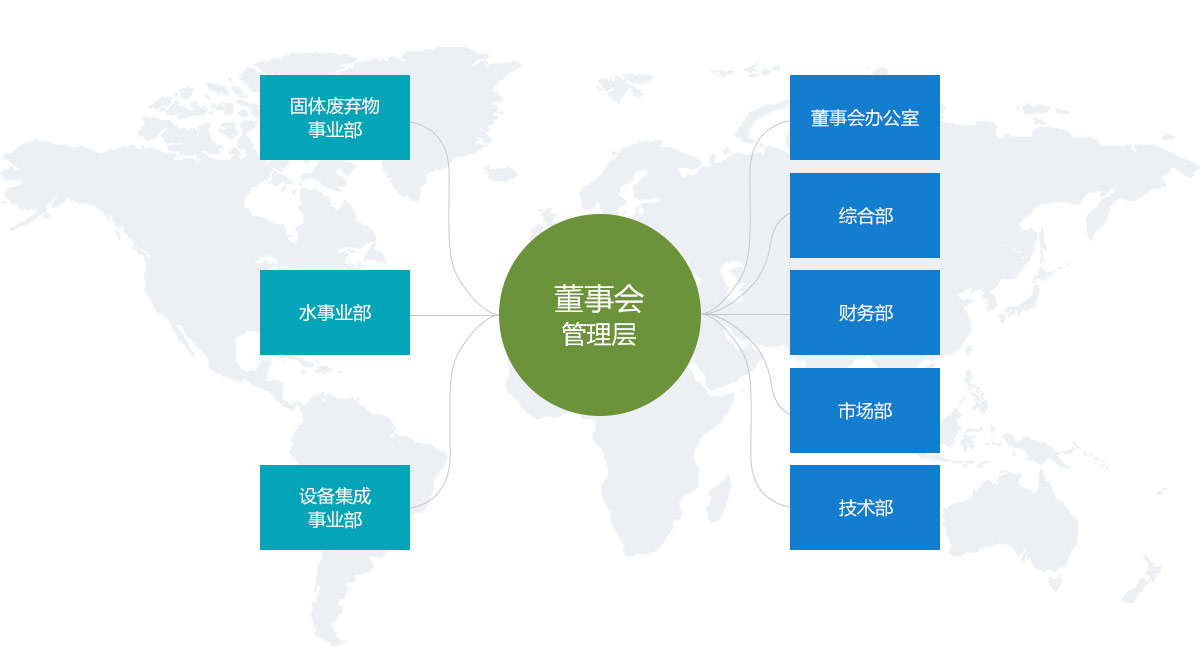 固体废弃物
事业部
水事业部
设备集成
事业部
董事会
管理层
董事会办公室
综合部
财务部
市场部
技术部